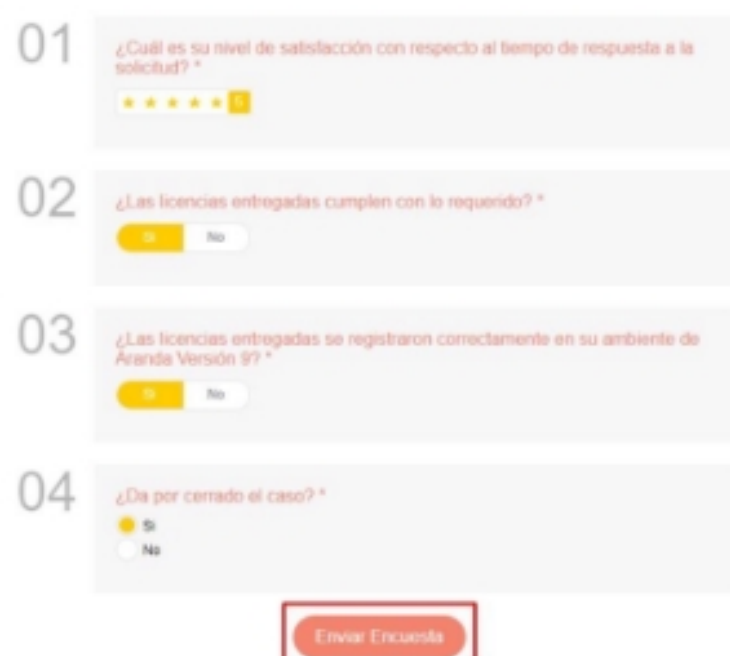 01
¿Cuál es su nivel de satisfacción con respecto al tiempo de respuesta a la
solicitud? *
5
02
¿Las licencias entregadas cumplen con lo requerido? *
Si No
03
¿Las licencias entregadas se registraron correctamente en su ambiente de
Aranda Versión 9? *
Si No
04
¿Da por cerrado el caso? *
Si
No
Enviar Encuesta